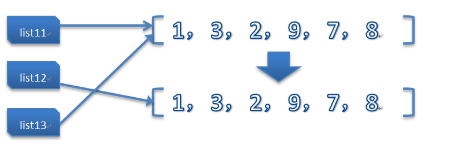 list11
[ 1, 3, 2, 9, 7, 8 ]
list12
list13
[ 1, 3, 2, 9, 7, 8 ]